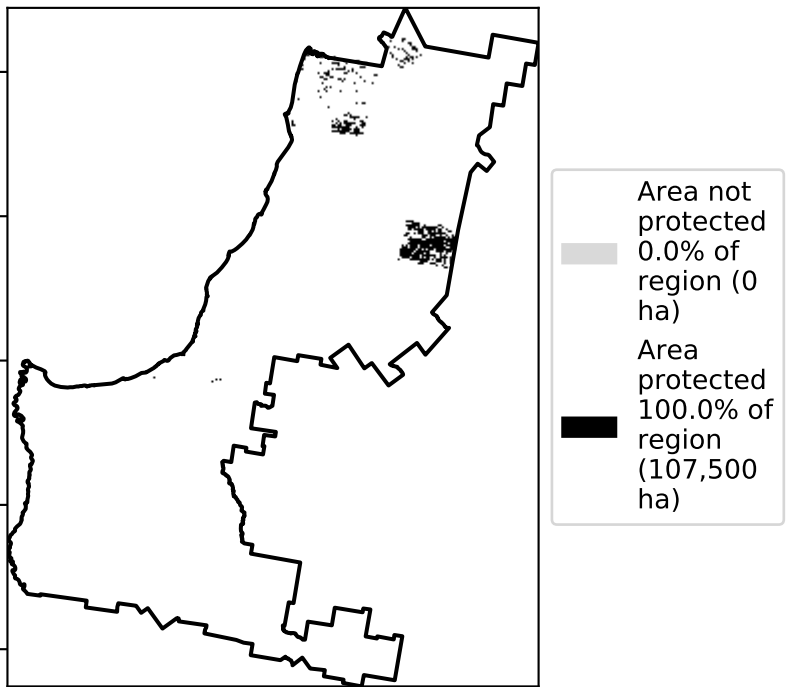 Area not
protected
0.0% of
region (0
ha)
Area
protected
100.0% of
region
(107,500
ha)